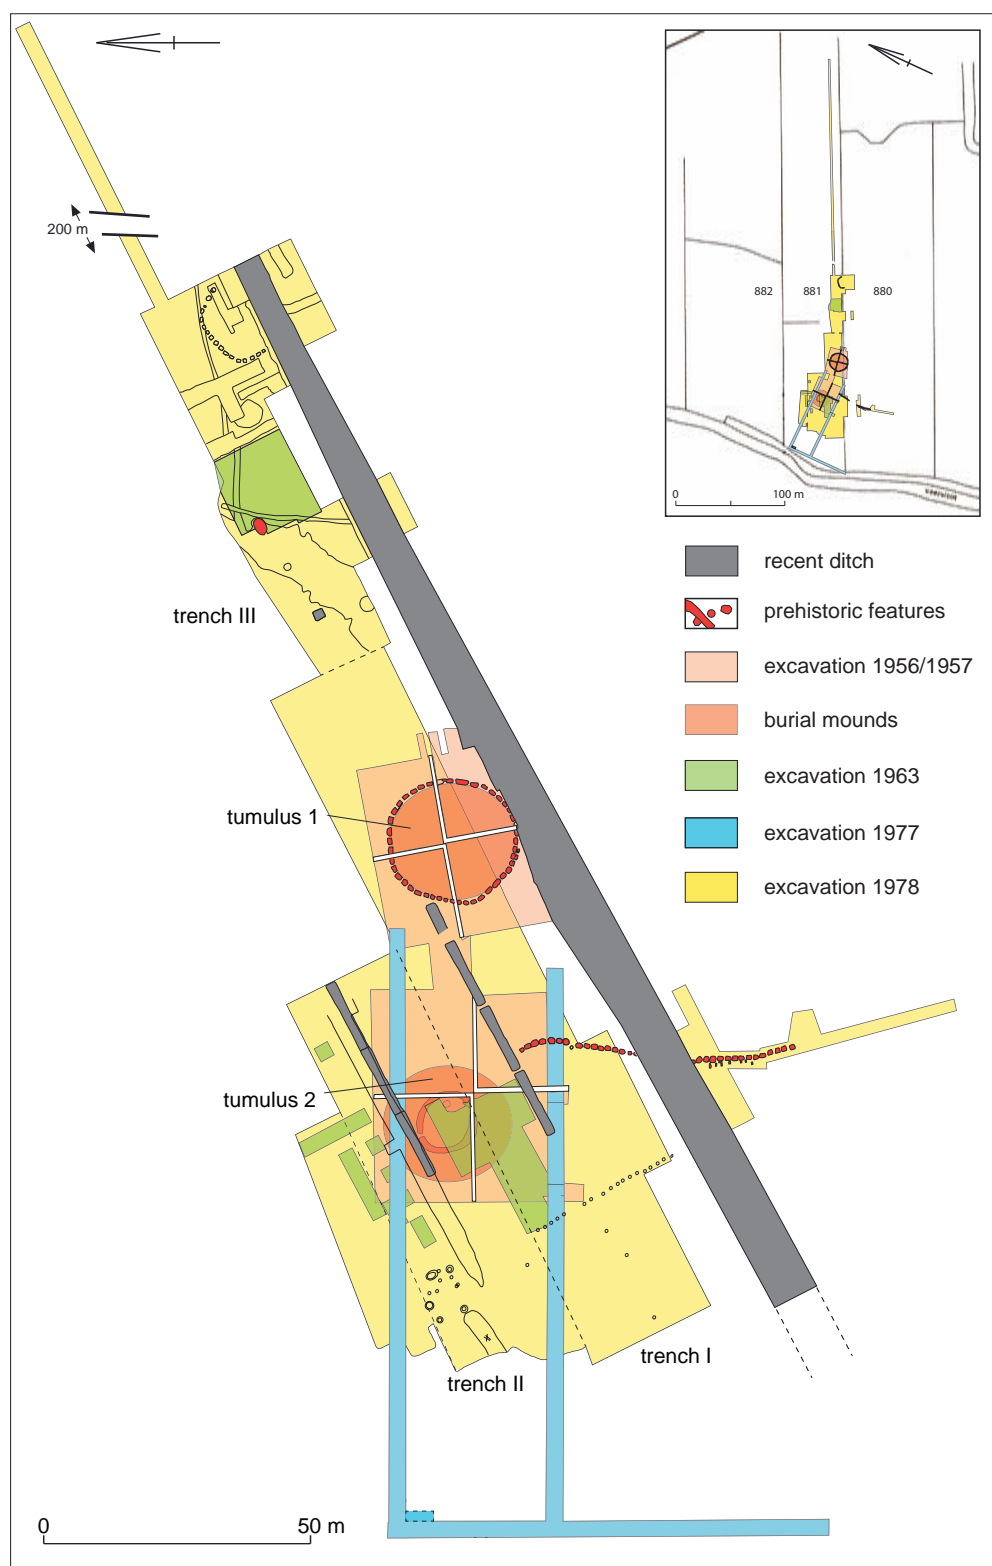 200 m
882 881 880
0 100 m
recent ditch
prehistoric features
trench III
excavation 1956/1957
burial mounds
excavation 1963
tumulus 1
excavation 1977
excavation 1978
tumulus 2
trench I
trench II
0 50 m